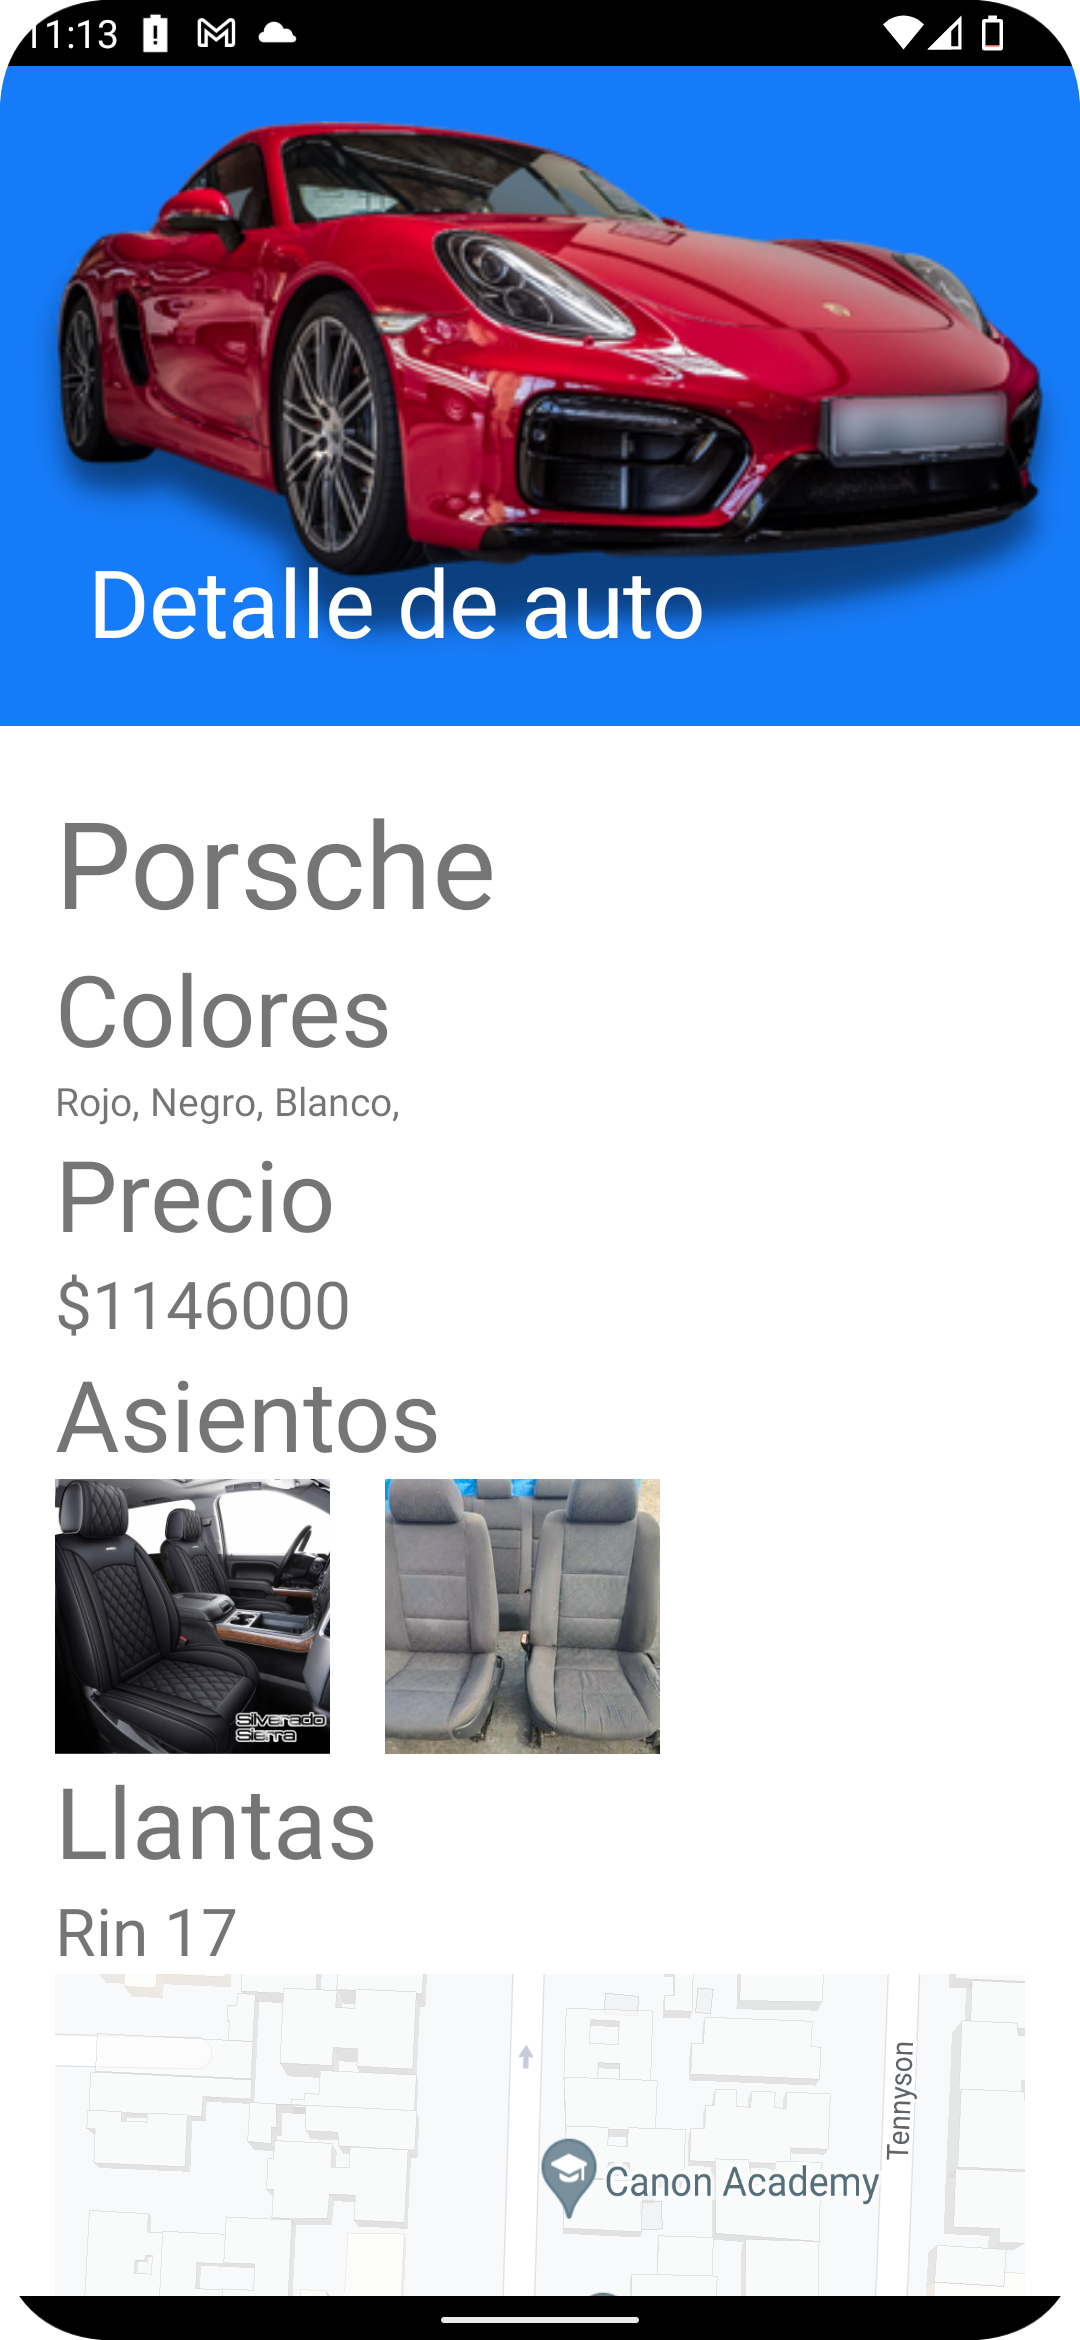 11:13
Detalle de auto
Porsche
Colores
Rojo, Negro, Blanco,
Precio
$1146000
Asientos
Silverado
Sierra
Llantas
Rin 17
Tennyson
Canon Academy